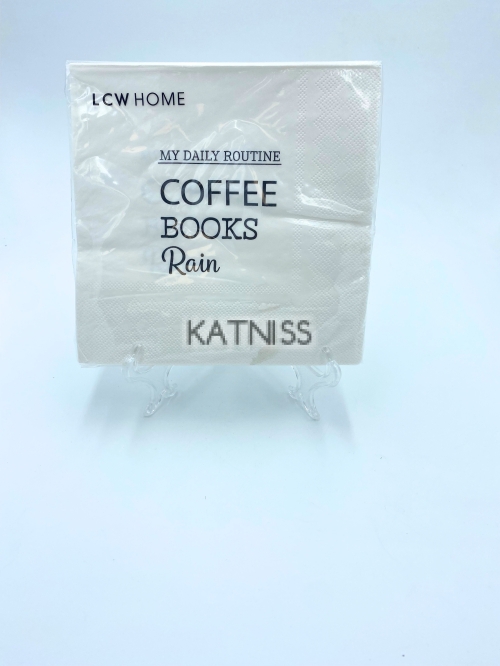 LCW HOME
MY DAILY ROUTINE
COFFEE
BOOKS
Rain
KATNISS